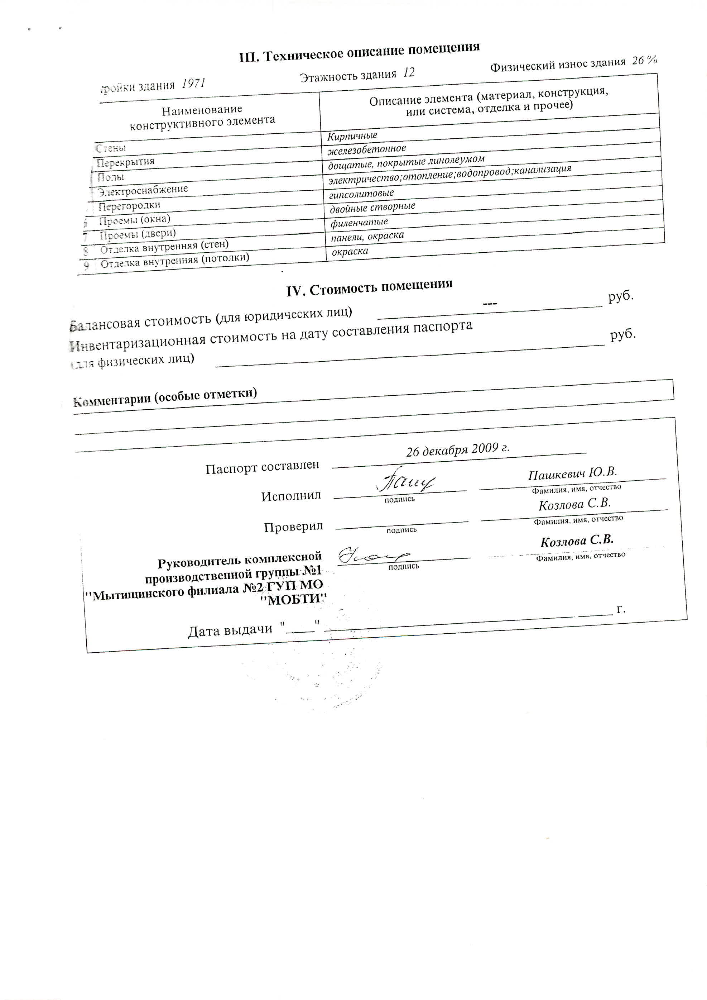 III. Техническое описание помещения
тройки здания 1971 Этажность здания 12 Физический износ здания 26%
Наименование конструктивного элемента Описание элемента (материал, конструкция, или система, отделка и прочее)
Стены Кирпичные
Перекрытия железобетонное
Полы дощатые, покрытые линолеумом
Электроснабжение электричество;отопление;водопровод;канализация
Перегородки гипсолитовые
Проемы (окна) двойные створные
7 Проемы (двери) филенчатые
8 Отделка внутренняя (стен) панели, окраска
9 Отделка внутренняя (потолки) окраска
IV. Стоимость помещения
Балансовая стоимость (для юридических лиц) --- руб.
Инвентаризационная стоимость на дату составления паспорта
(для физических лиц) руб.
Комментарии (особые отметки)
Паспорт составлен 26 декабря 2009 г.
Исполнил Пашкевич Ю.В.
подпись Фамилия, имя, отчество
Проверил Козлова С.В.
подпись Фамилия, имя, отчество
Руководитель комплексной Козлова С.В.
подпись Фамилия, имя, отчество
производственной группы №1
"Мытищинского филиала №2 ГУП МО
"МОБТИ"
Дата выдачи "____" ____ г.